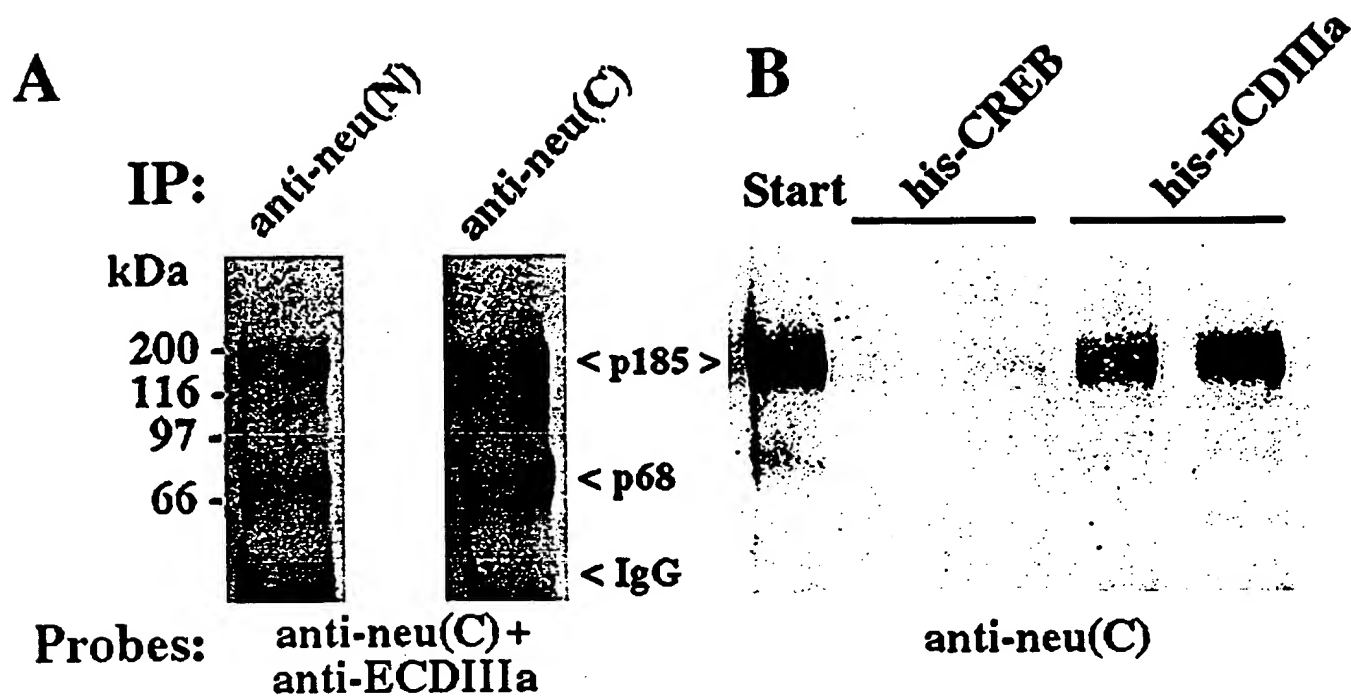 A
IP:
anti-neu(N)
anti-neu(C)
kDa
200 -
116 -
97 -
66 -
< p185 >
< p68
< IgG
Probes:
anti-neu(C) +
anti-ECDIIIa
B
Start
his-CREB
his-ECDIIIa
anti-neu(C)